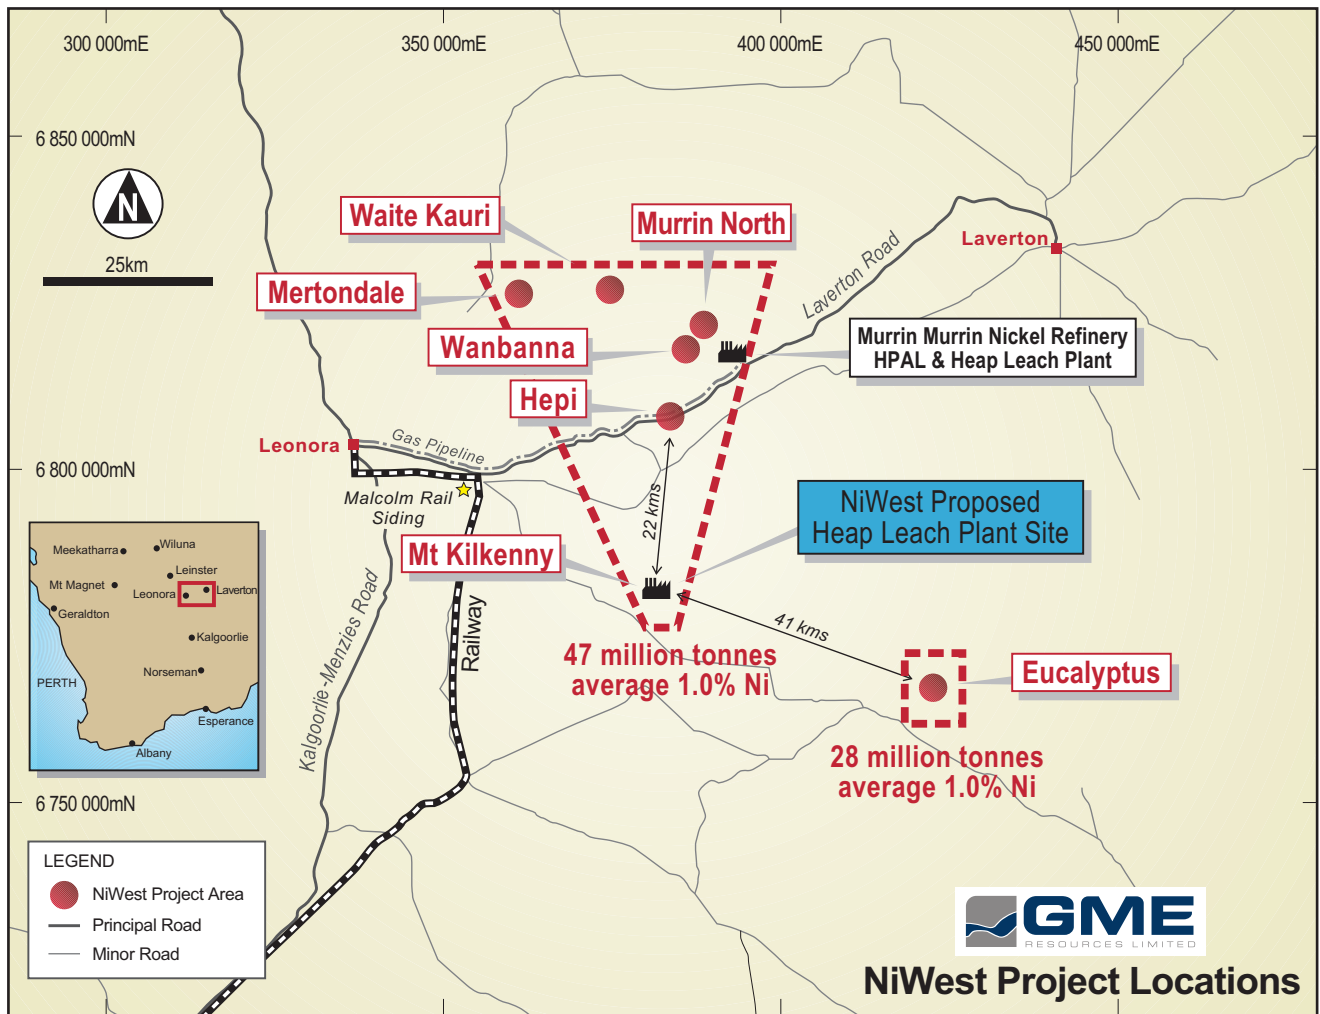 300 000mE
350 000mE
400 000mE
450 000mE
6 850 000mN
N
25km
Waite Kauri
Murrin North
Laverton
Mertondale
Laverton Road
Wanbanna
Murrin Murrin Nickel Refinery
HPAL & Heap Leach Plant
Hepi
Leonora
Gas Pipeline
6 800 000mN
Malcolm Rail
Siding
22 kms
NiWest Proposed
Heap Leach Plant Site
Mt Kilkenny
Meekatharra
Wiluna
Leinster
Mt Magnet
Leonora
Laverton
Geraldton
Kalgoorlie
Norseman
PERTH
Esperance
Albany
Kalgoorlie-Menzies Road
Railway
41 kms
47 million tonnes
average 1.0% Ni
Eucalyptus
28 million tonnes
average 1.0% Ni
6 750 000mN
LEGEND
NiWest Project Area
Principal Road
Minor Road
GME
RESOURCES LIMITED
NiWest Project Locations